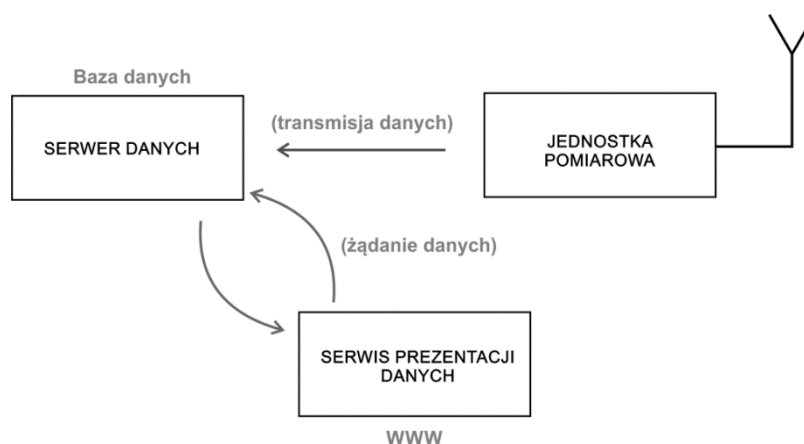 Baza danych
SERWER DANYCH
(transmisja danych)
JEDNOSTKA
POMIAROWA
(żądanie danych)
SERWIS PREZENTACJI
DANYCH
WWW